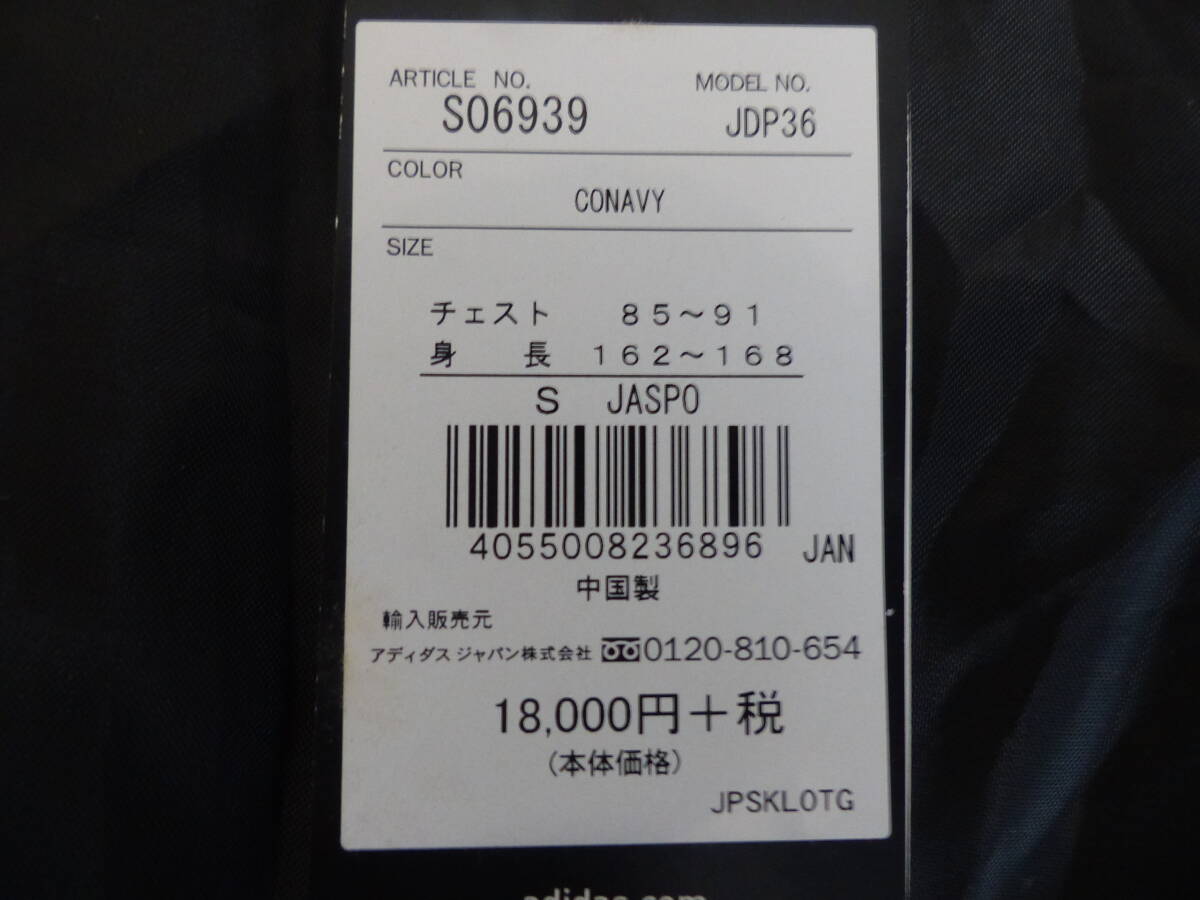 ARTICLE NO. MODEL NO.
S06939 JDP36
COLOR
CONAVY
SIZE
チェスト 85～91
身長 162～168
S JASPO
4055008236896 JAN
中国製
輸入販売元
アディダス ジャパン株式会社 0120-810-654
18,000円＋税
(本体価格)
JPSKLOTG
adidas.com